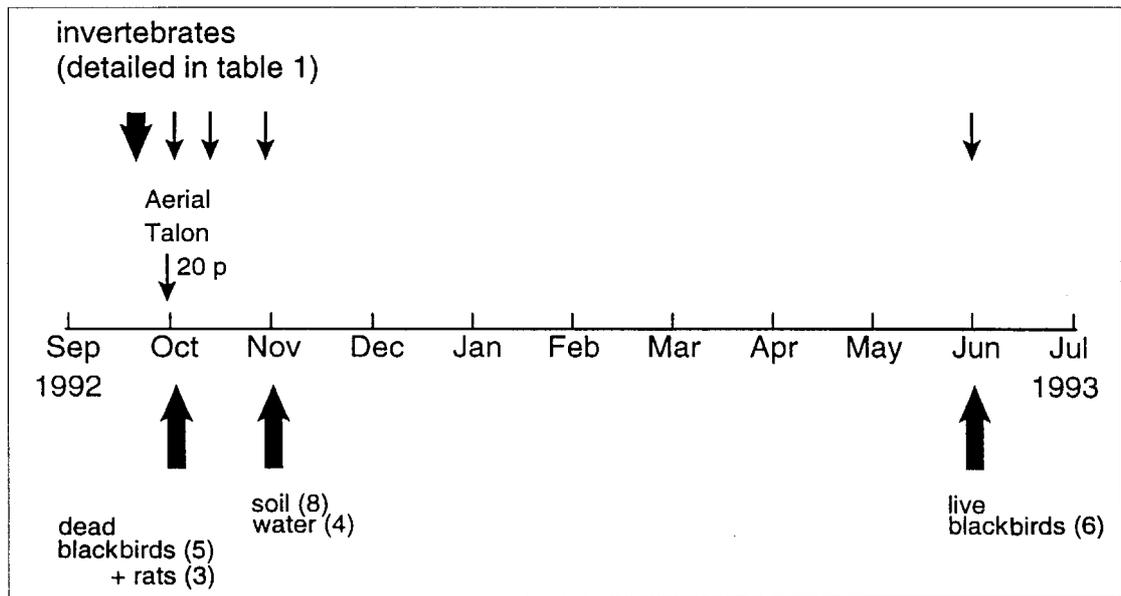 invertebrates
(detailed in table 1)
Aerial
Talon
20 p
Sep Oct Nov Dec Jan Feb Mar Apr May Jun Jul
1992 1993
dead
blackbirds (5)
+ rats (3)
soil (8)
water (4)
live
blackbirds (6)